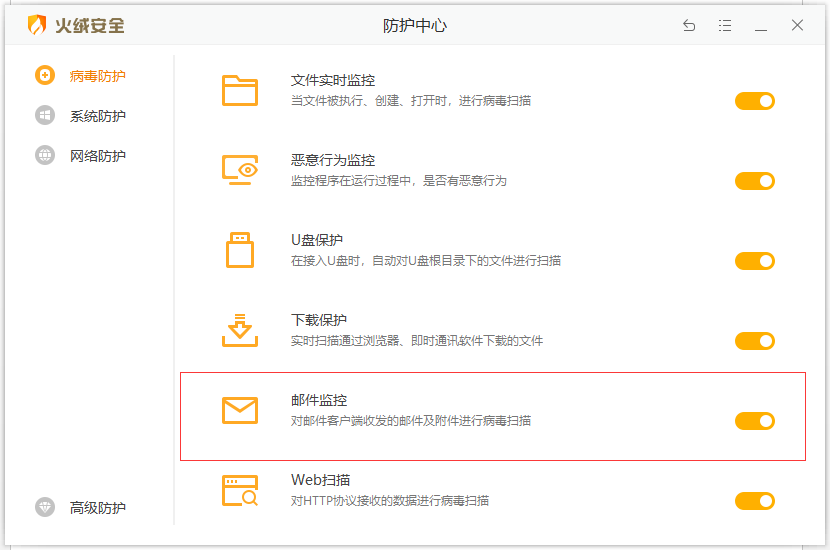 火绒安全
防护中心
病毒防护
系统防护
网络防护
高级防护
文件实时监控
当文件被执行、创建、打开时，进行病毒扫描
恶意行为监控
监控程序在运行过程中，是否有恶意行为
U盘保护
在接入U盘时，自动对U盘根目录下的文件进行扫描
下载保护
实时扫描通过浏览器、即时通讯软件下载的文件
邮件监控
对邮件客户端收发的邮件及附件进行病毒扫描
Web扫描
对HTTP协议接收的数据进行病毒扫描